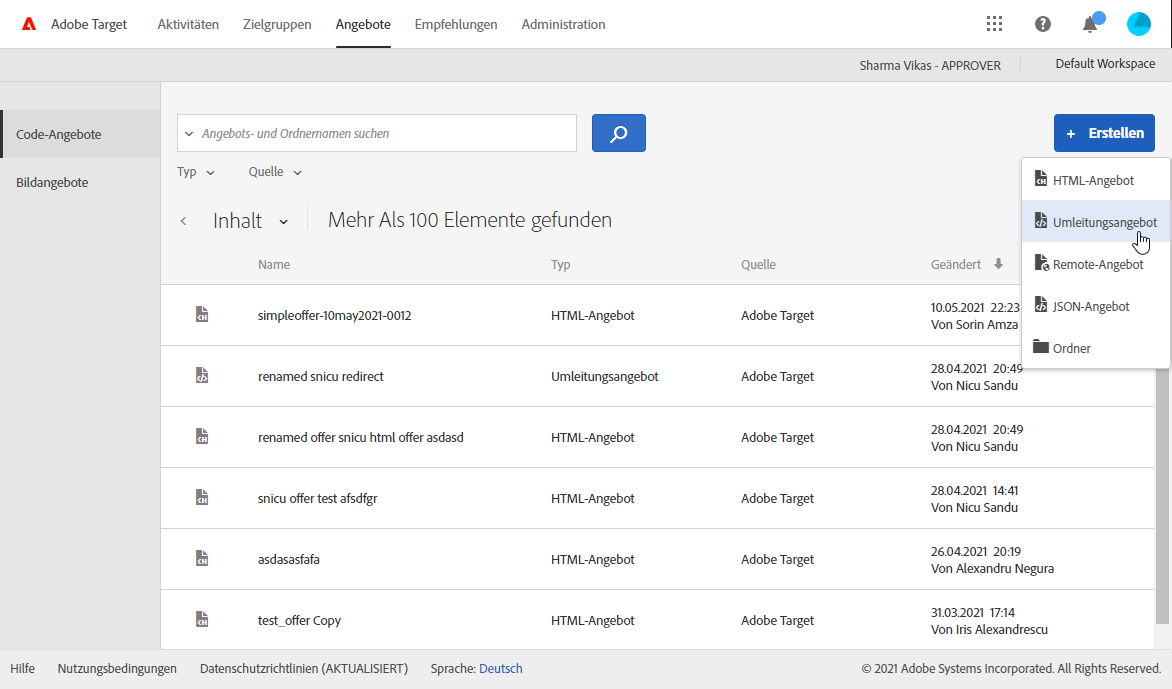 Adobe Target Aktivitäten Zielgruppen Angebote Empfehlungen Administration
Sharma Vikas - APPROVER Default Workspace
Code-Angebote
Bildangebote
Angebots- und Ordnernamen suchen
+ Erstellen
Typ Quelle
HTML-Angebot
Umleitungsangebot
Remote-Angebot
JSON-Angebot
Ordner
Inhalt Mehr Als 100 Elemente gefunden
Name Typ Quelle Geändert
simpleoffer-10may2021-0012 HTML-Angebot Adobe Target 10.05.2021 22:23
Von Sorin Amza
renamed snicu redirect Umleitungsangebot Adobe Target 28.04.2021 20:49
Von Nicu Sandu
renamed offer snicu html offer asdasd HTML-Angebot Adobe Target 28.04.2021 20:49
Von Nicu Sandu
snicu offer test afsdfgr HTML-Angebot Adobe Target 28.04.2021 14:41
Von Nicu Sandu
asdasasfafa HTML-Angebot Adobe Target 26.04.2021 20:19
Von Alexandru Negura
test_offer Copy HTML-Angebot Adobe Target 31.03.2021 17:14
Von Iris Alexandrescu
Hilfe Nutzungsbedingungen Datenschutzrichtlinien (AKTUALISIERT) Sprache: Deutsch © 2021 Adobe Systems Incorporated. All Rights Reserved.